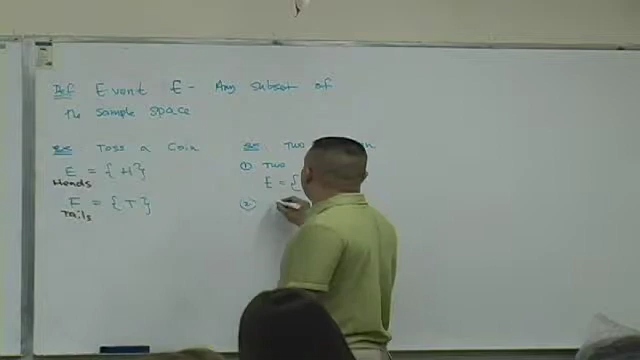 Def Event E - Any subset of
the sample space
ex Toss a Coin
E = {H}
Heads
E = {T}
Tails
ex Two
① Two
E = {
②